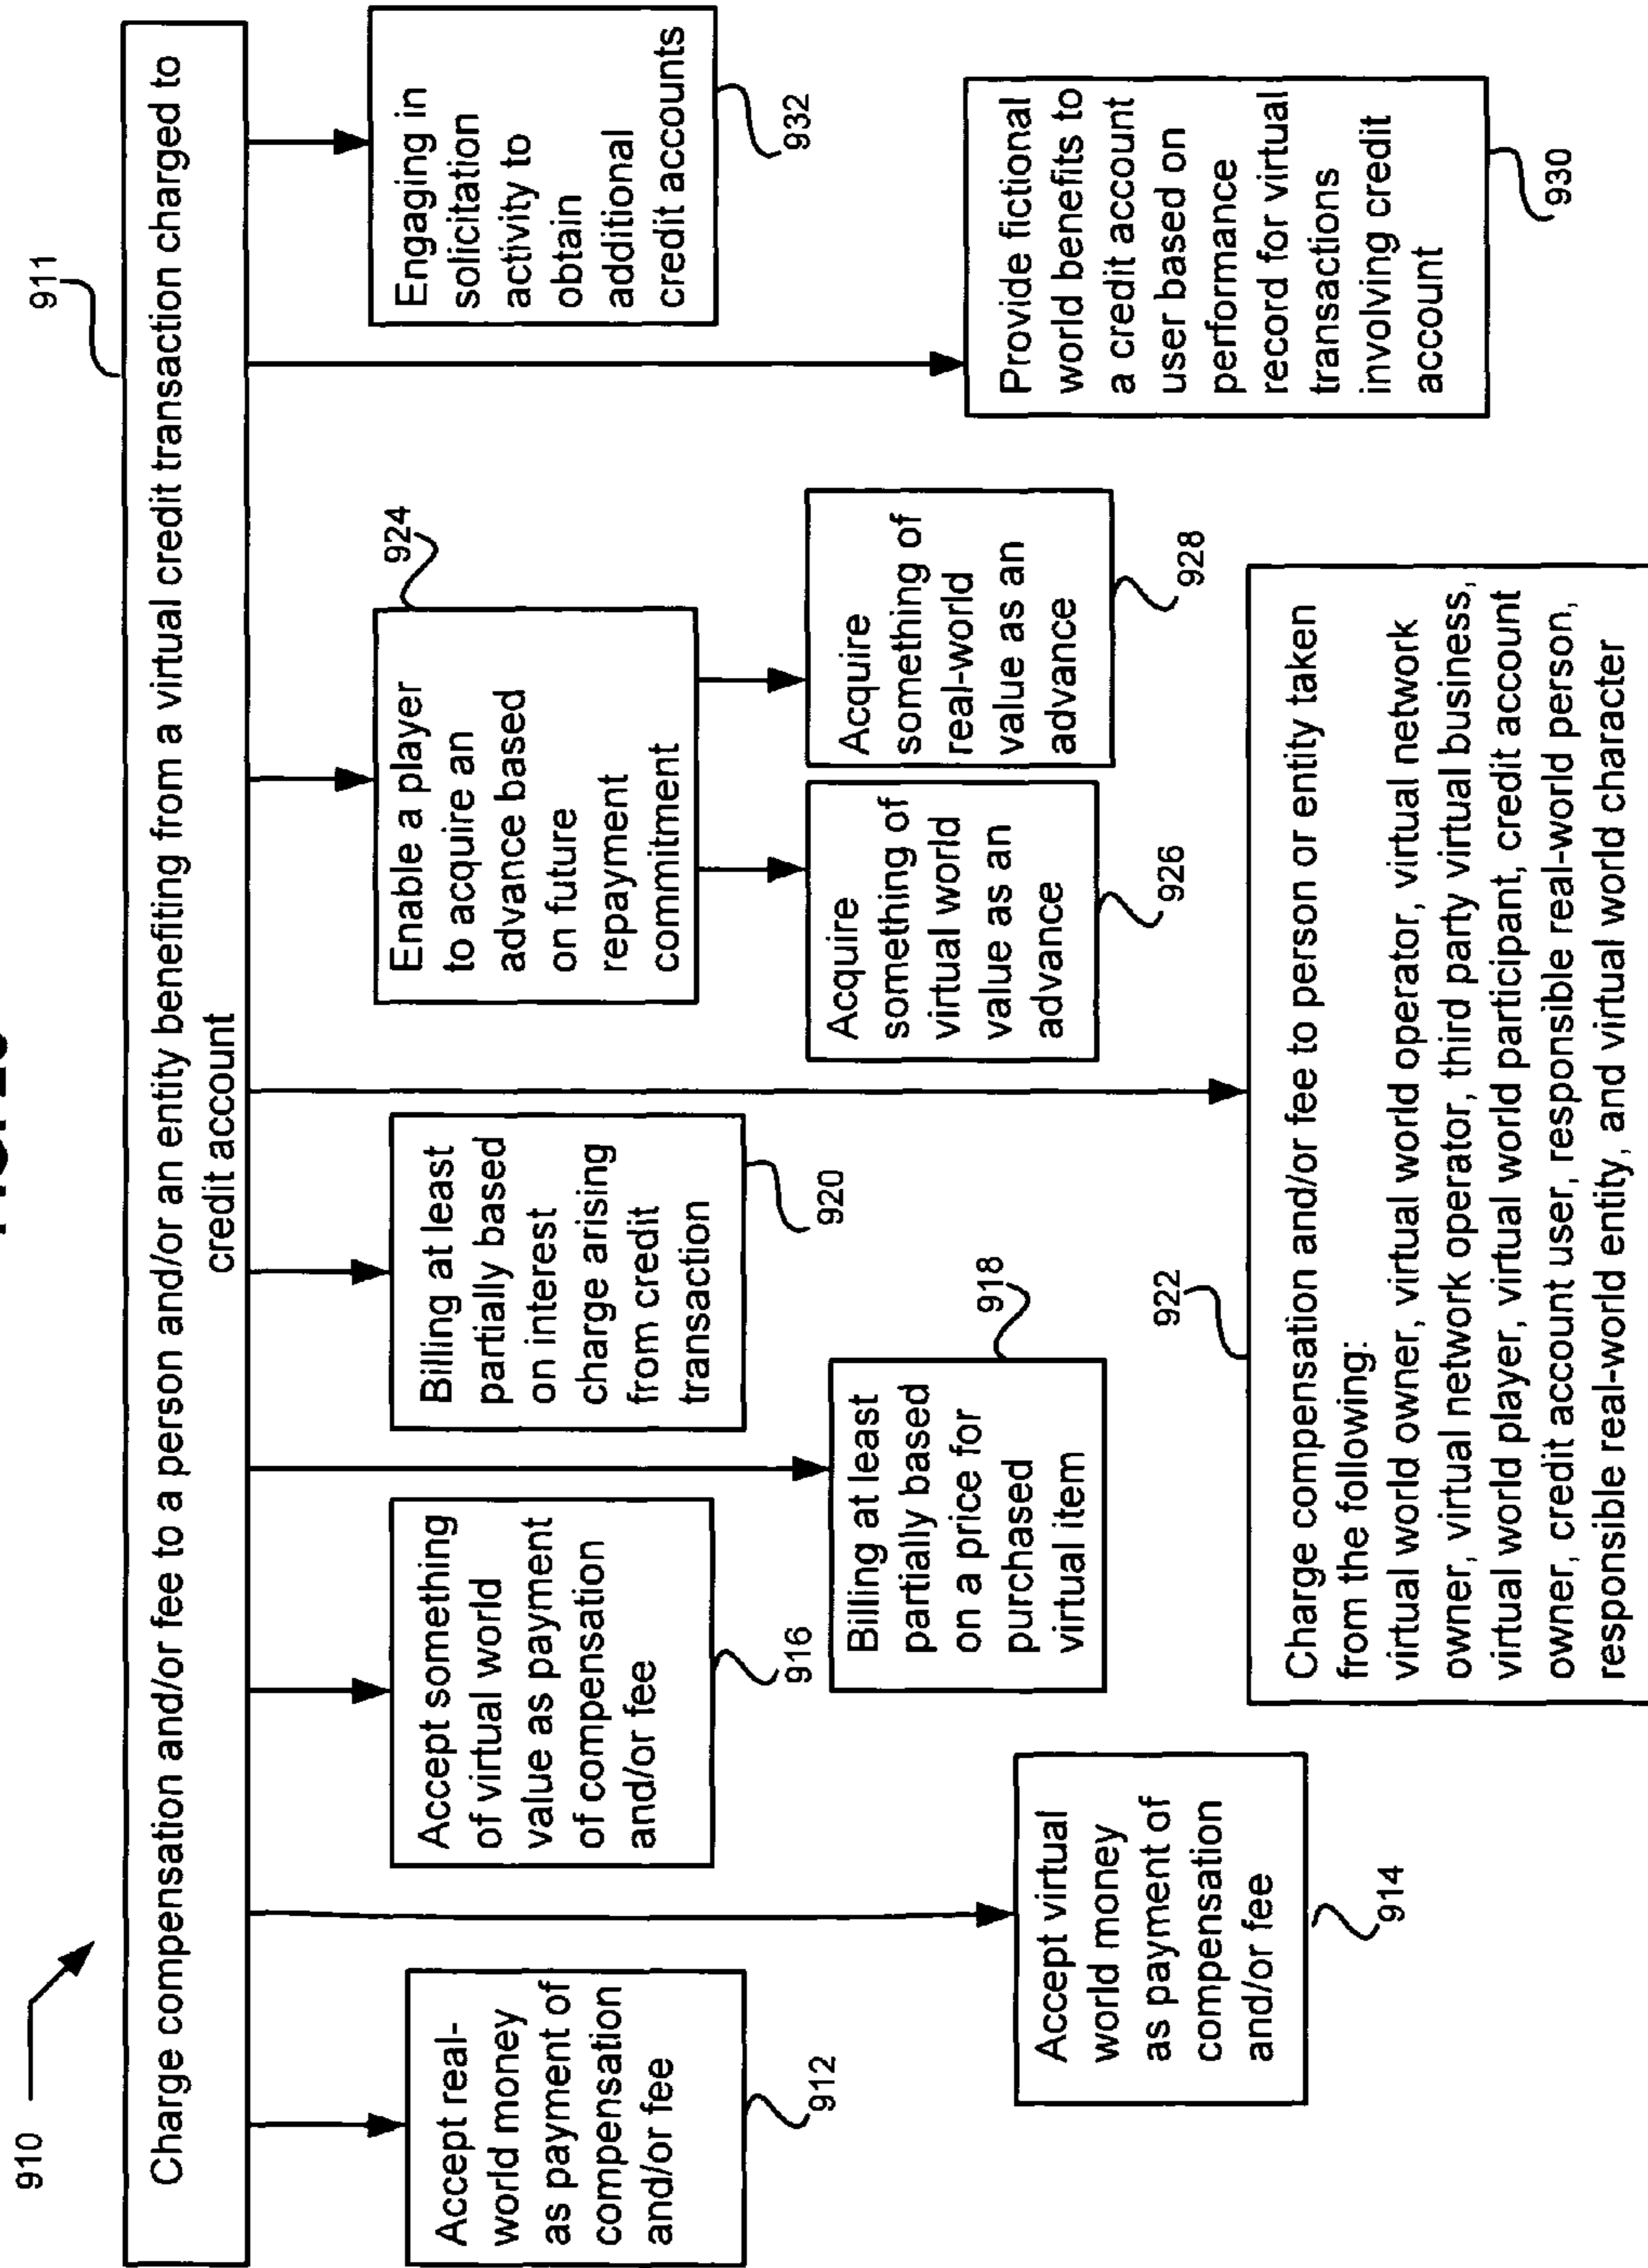 910
911
Charge compensation and/or fee to a person and/or an entity benefiting from a virtual credit transaction charged to
credit account
Accept real-
world money
as payment of
compensation
and/or fee
912
Accept virtual
world money
as payment of
compensation
and/or fee
914
Accept something
of virtual world
value as payment
of compensation
and/or fee
916
Billing at least
partially based
on a price for
purchased
virtual item
918
Billing at least
partially based
on interest
charge arising
from credit
transaction
920
922
Charge compensation and/or fee to person or entity taken
from the following:
virtual world owner, virtual world operator, virtual network
owner, virtual network operator, third party virtual business,
virtual world player, virtual world participant, credit account
owner, credit account user, responsible real-world person,
responsible real-world entity, and virtual world character
924
Enable a player
to acquire an
advance based
on future
repayment
commitment
Acquire
something of
virtual world
value as an
advance
926
Acquire
something of
real-world
value as an
advance
928
Engaging in
solicitation
activity to
obtain
additional
credit accounts
932
Provide fictional
world benefits to
a credit account
user based on
performance
record for virtual
transactions
involving credit
account
930